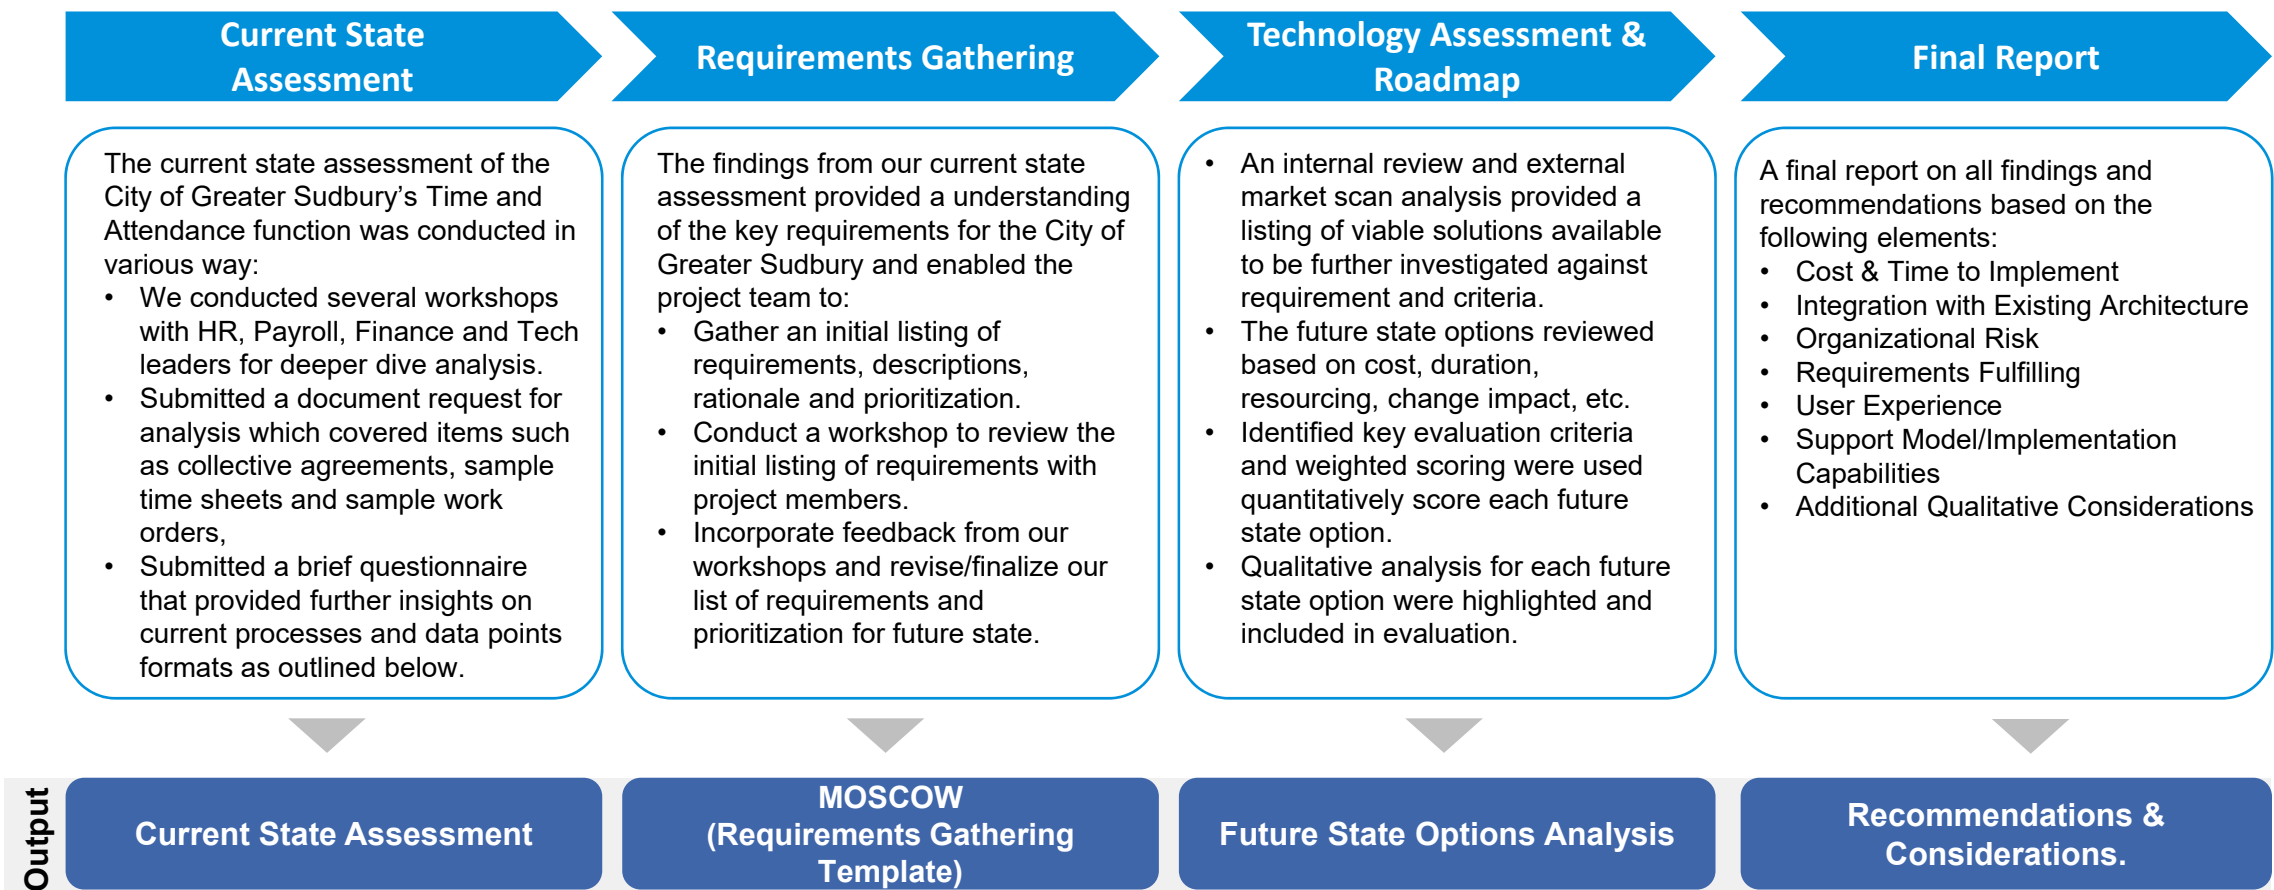 Current State
Assessment
Requirements Gathering
Technology Assessment &
Roadmap
Final Report
The current state assessment of the
City of Greater Sudbury’s Time and
Attendance function was conducted in
various way:
• We conducted several workshops
with HR, Payroll, Finance and Tech
leaders for deeper dive analysis.
• Submitted a document request for
analysis which covered items such
as collective agreements, sample
time sheets and sample work
orders,
• Submitted a brief questionnaire
that provided further insights on
current processes and data points
formats as outlined below.
The findings from our current state
assessment provided a understanding
of the key requirements for the City of
Greater Sudbury and enabled the
project team to:
• Gather an initial listing of
requirements, descriptions,
rationale and prioritization.
• Conduct a workshop to review the
initial listing of requirements with
project members.
• Incorporate feedback from our
workshops and revise/finalize our
list of requirements and
prioritization for future state.
• An internal review and external
market scan analysis provided a
listing of viable solutions available
to be further investigated against
requirement and criteria.
• The future state options reviewed
based on cost, duration,
resourcing, change impact, etc.
• Identified key evaluation criteria
and weighted scoring were used
quantitatively score each future
state option.
• Qualitative analysis for each future
state option were highlighted and
included in evaluation.
A final report on all findings and
recommendations based on the
following elements:
• Cost & Time to Implement
• Integration with Existing Architecture
• Organizational Risk
• Requirements Fulfilling
• User Experience
• Support Model/Implementation
Capabilities
• Additional Qualitative Considerations
Output
Current State Assessment
MOSCOW
(Requirements Gathering
Template)
Future State Options Analysis
Recommendations &
Considerations.